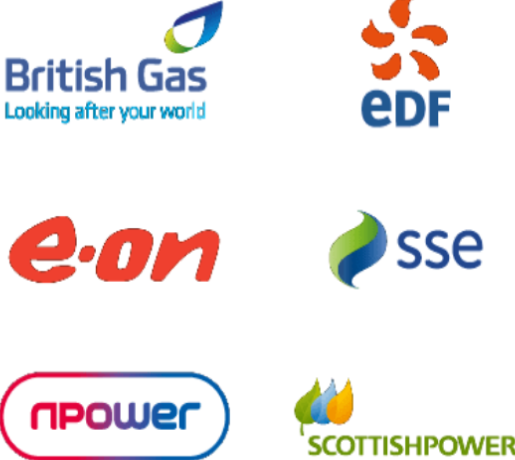 British Gas
Looking after your world
eDF
e·on
sse
npower
SCOTTISHPOWER